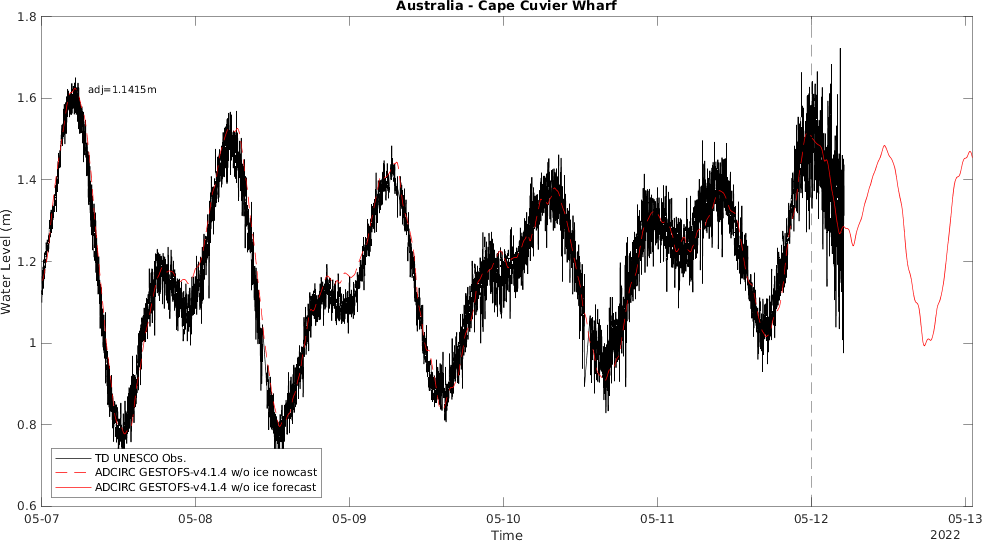 Australia - Cape Cuvier Wharf
adj=1.1415m
Water Level (m)
1.8
1.6
1.4
1.2
1
0.8
0.6
TD UNESCO Obs.
ADCIRC GESTOFS-v4.1.4 w/o ice nowcast
ADCIRC GESTOFS-v4.1.4 w/o ice forecast
05-07 05-08 05-09 05-10 05-11 05-12 05-13
Time
2022